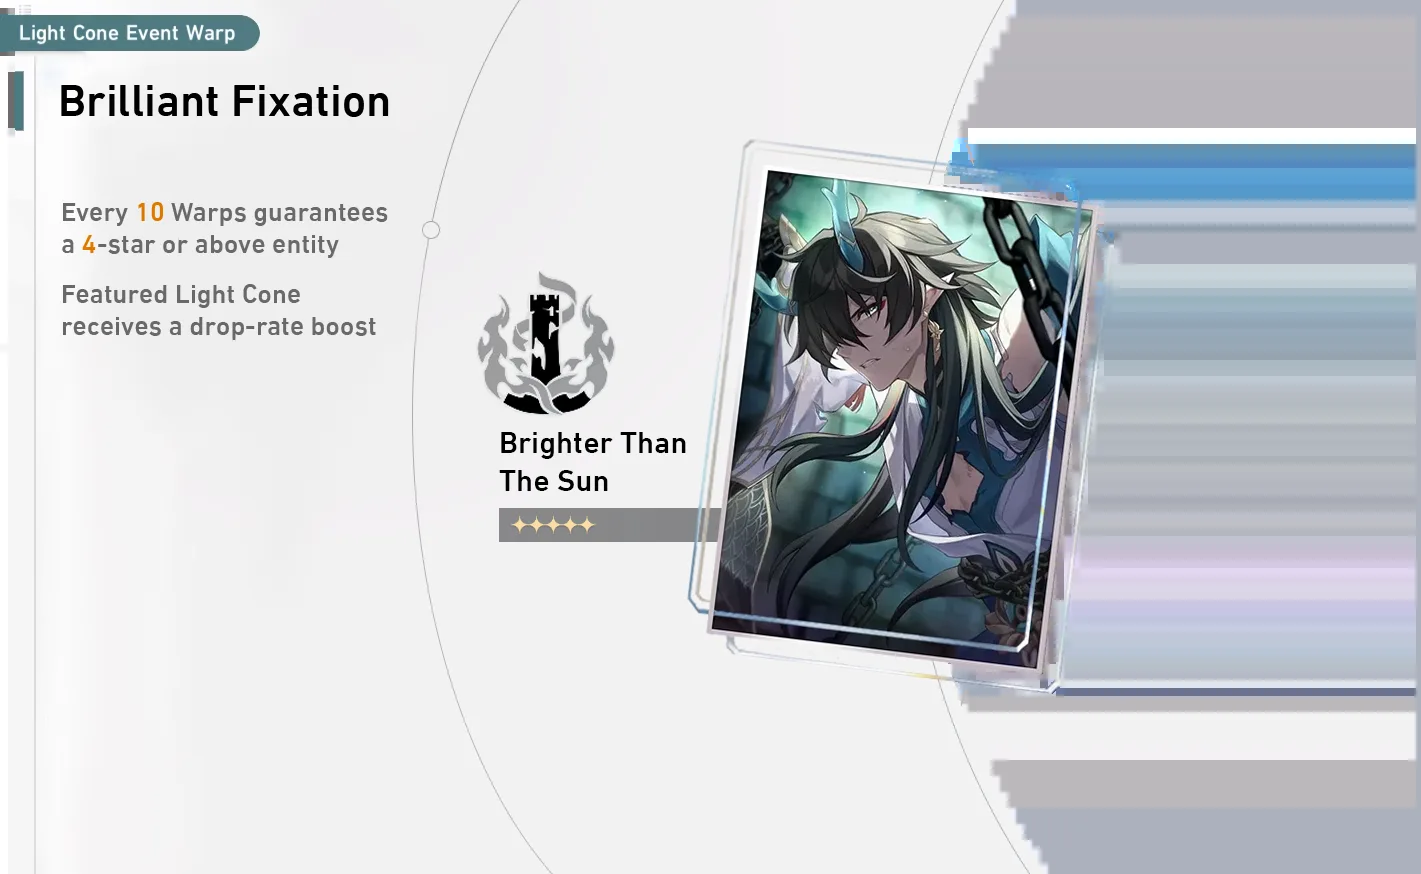 Light Cone Event Warp
Brilliant Fixation
Every 10 Warps guarantees
a 4-star or above entity
Featured Light Cone
receives a drop-rate boost
Brighter Than
The Sun